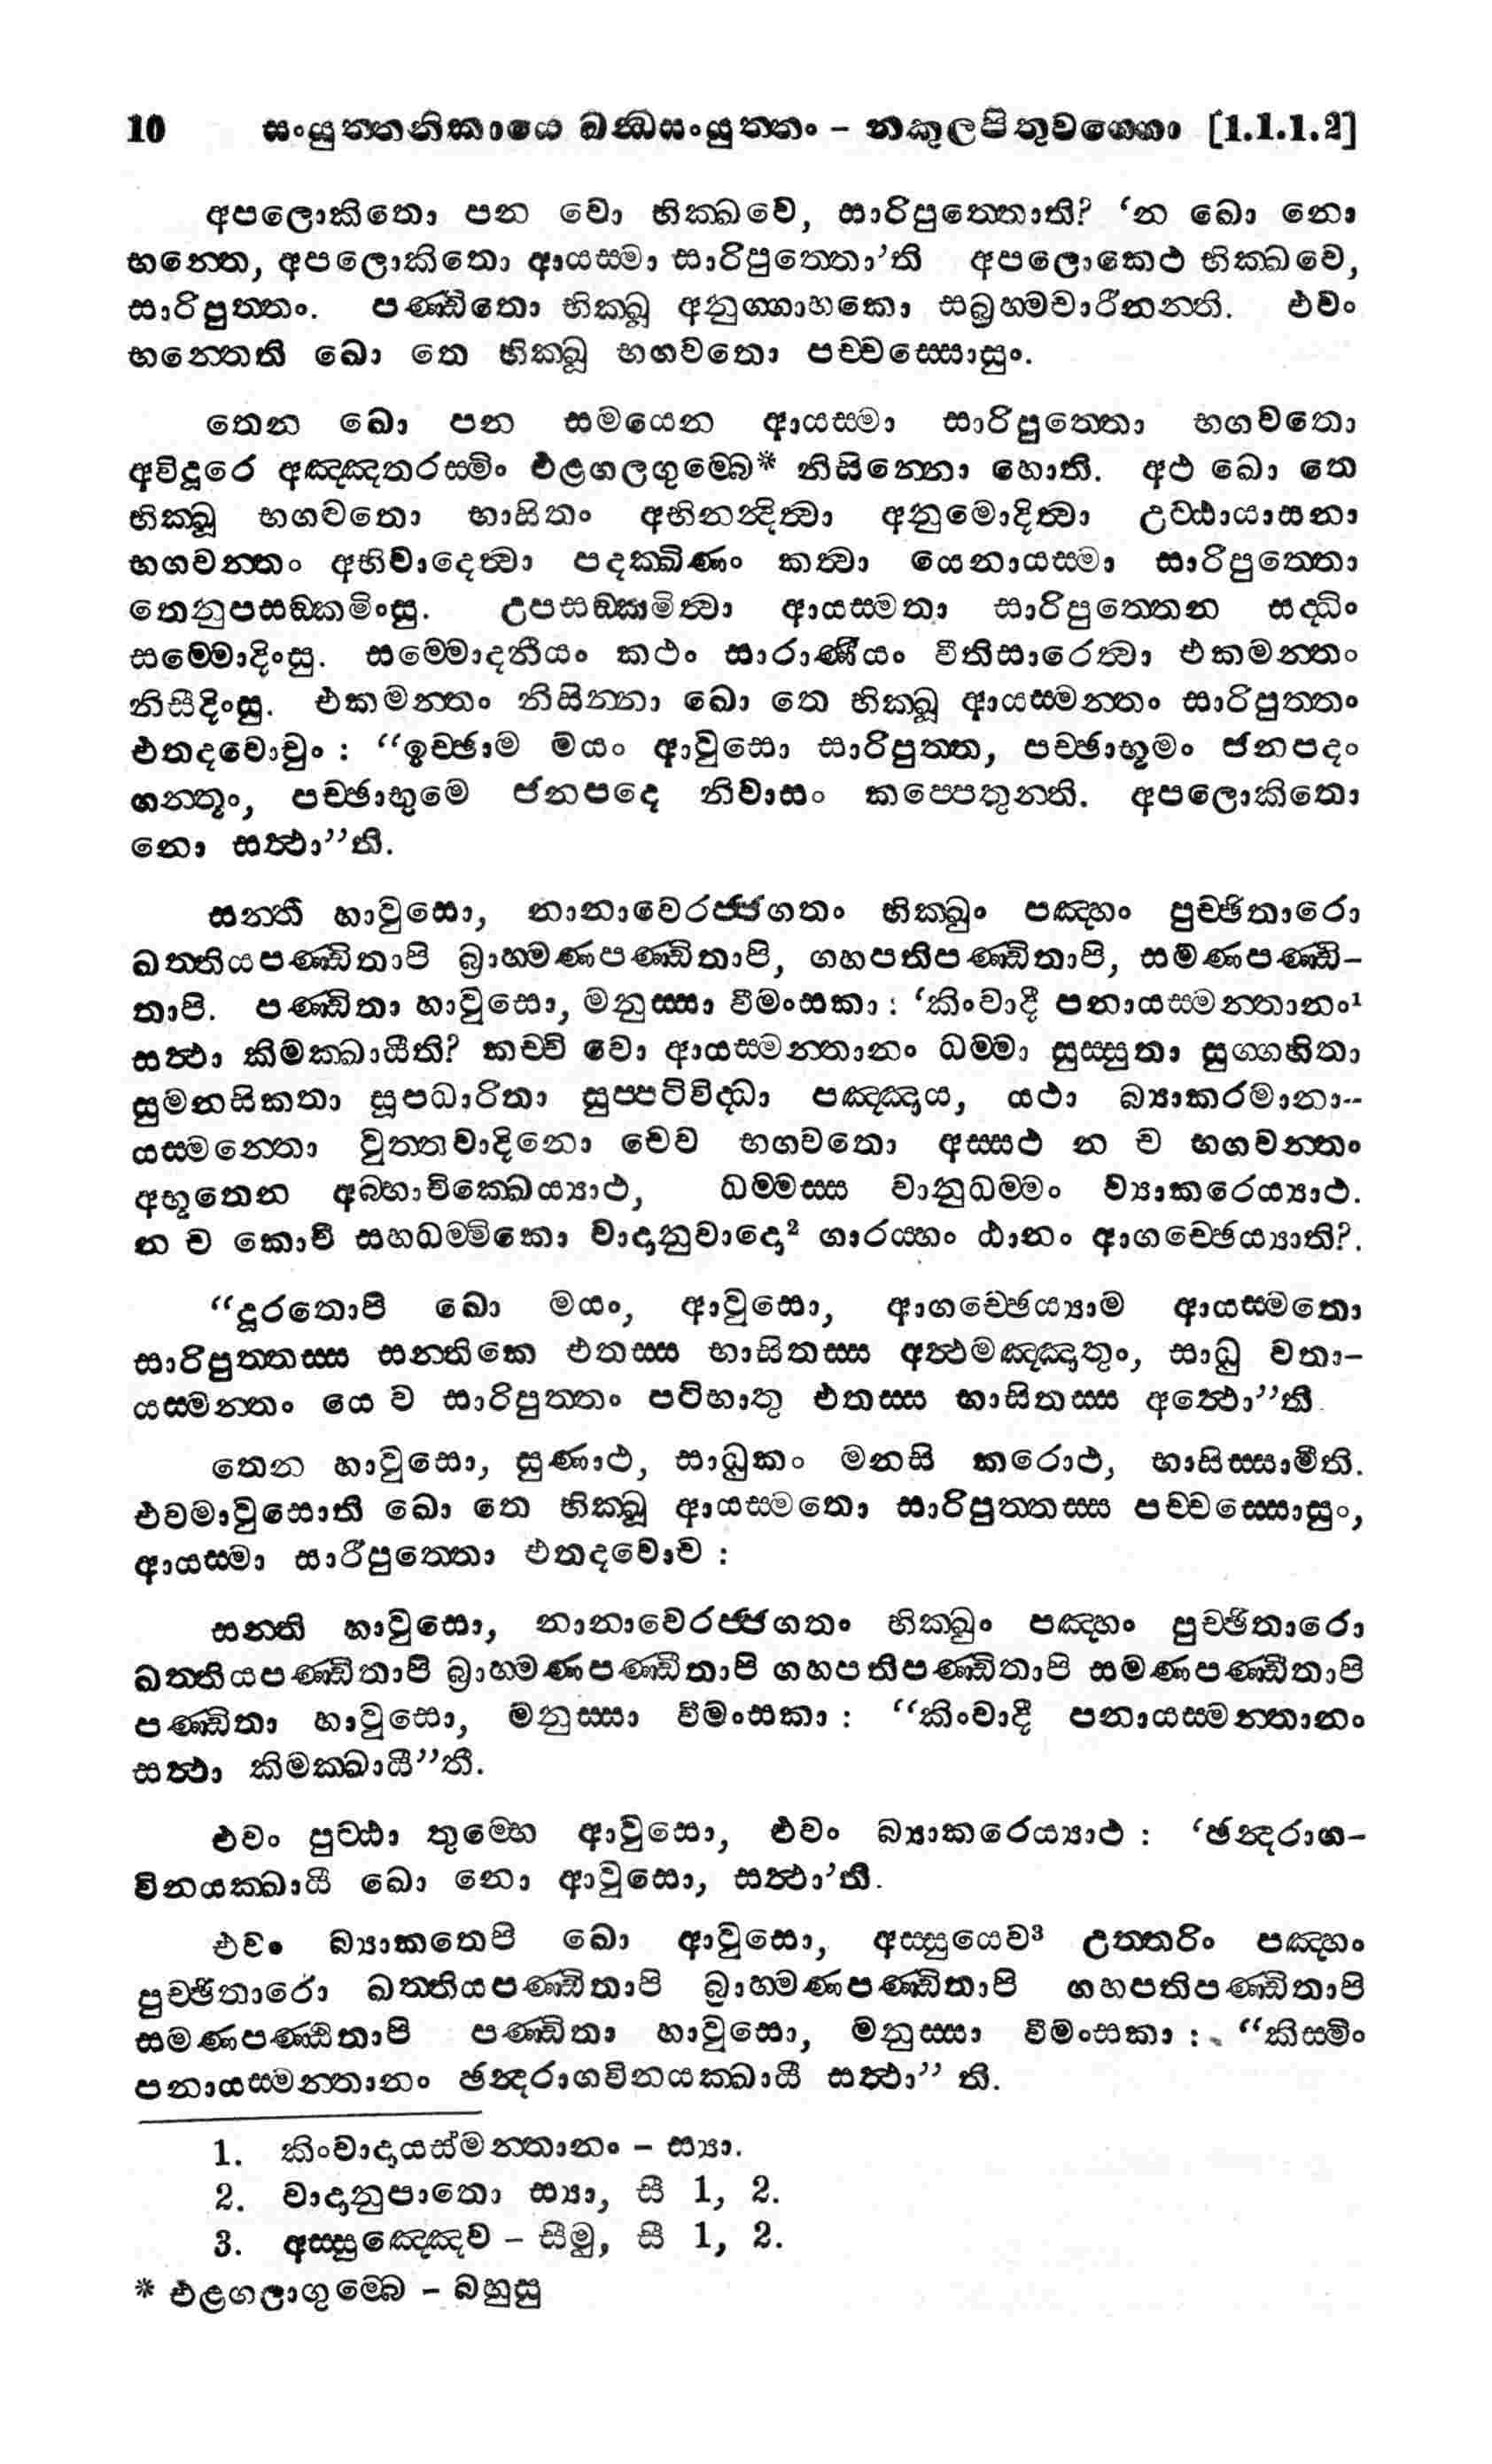 10 සංයුත්තනිකායෙ ඛන්ධසංයුත්තං – නකුලපිතුවග්ගො [1.1.1.2]
අපලොකිතො පන වො භික්ඛවෙ, සාරිපුත්තොති? ‘න ඛො නො
භන්තෙ, අපලොකිතො ආයස්මා සාරිපුත්තො’ති අපලොකෙථ භික්ඛවෙ,
සාරිපුත්තං. පණ්ඩිතො භික්ඛූ අනුග්ගාහකො සබ්‍රහ්මචාරීනන්ති. එවං
භන්තෙති ඛො තෙ භික්ඛූ භගවතො පච්චස්සොසුං.
තෙන ඛො පන සමයෙන ආයස්මා සාරිපුත්තො භගවතො
අවිදූරෙ අඤ්ඤතරස්මිං එළගලගුම්බෙ* නිසින්නො හොති. අථ ඛො තෙ
භික්ඛූ භගවතො භාසිතං අභිනන්දිත්වා අනුමොදිත්වා උට්ඨායාසනා
භගවන්තං අභිවාදෙත්වා පදක්ඛිණං කත්වා යෙනායස්මා සාරිපුත්තො
තෙනුපසඞ්කමිංසු. උපසඞ්කමිත්වා ආයස්මතා සාරිපුත්තෙන සද්ධිං
සම්මොදිංසු. සම්මොදනීයං කථං සාරාණීයං වීතිසාරෙත්වා එකමන්තං
නිසීදිංසු. එකමන්තං නිසින්නා ඛො තෙ භික්ඛූ ආයස්මන්තං සාරිපුත්තං
එතදවොචුං : “ඉච්ඡාම මයං ආවුසො සාරිපුත්ත, පච්ඡාභූමං ජනපදං
ගන්තූං, පච්ඡාභුමෙ ජනපදෙ නිවාසං කප්පෙතුන්ති. අපලොකිතො
නො සත්ථා”ති.
සන්තී හාවුසො, නානාවෙරජ්ජගතං භික්ඛුං පඤ්හං පුච්ඡිතාරො
ඛත්තියපණ්ඩිතාපි බ්‍රාහ්මණපණ්ඩිතාපි, ගහපතිපණ්ඩිතාපි, සමණපණ්ඩි-
තාපි. පණ්ඩිතා හාවුසො, මනුස්සා වීමංසකා : ‘කිංවාදී පනායස්මන්තානං¹
සත්ථා කිමක්ඛායීති? කච්චි වො ආයස්මන්තානං ධම්මා සුස්සුතා සුග්ගහිතා
සුමනසිකතා සූපධාරිතා සුප්පටිවිද්ධා පඤ්ඤාය, යථා බ්‍යාකරමානා-
යස්මන්තො වුත්තවාදිනො චෙව භගවතො අස්සථ න ච භගවන්තං
අභූතෙන අබ්භාචික්ඛෙය්‍යාථ, ධම්මස්ස චානුධම්මං ව්‍යාකරෙය්‍යාථ.
න ච කොචි සහධම්මිකො වාදානුවාදො² ගාරය්හං ඨානං ආගච්ඡෙය්‍යාති?.
“දූරතොපි ඛො මයං, ආවුසො, ආගච්ඡෙය්‍යාම ආයස්මතො
සාරිපුත්තස්ස සන්තිකෙ එතස්ස භාසිතස්ස අත්ථමඤ්ඤාතුං, සාධු වතා-
යස්මන්තං යෙ ව සාරිපුත්තං පටිභාතු එතස්ස භාසිතස්ස අත්ථො”ති.
තෙන හාවුසො, සුණාථ, සාධුකං මනසි කරොථ, භාසිස්සාමීති.
එවමාවුසොති ඛො තෙ භික්ඛූ ආයස්මතො සාරිපුත්තස්ස පච්චස්සොසුං,
ආයස්මා සාරිපුත්තො එතදවොච :
සන්ති හාවුසො, නානාවෙරජ්ජගතං භික්ඛුං පඤ්හං පුච්ඡිතාරො
ඛත්තියපණ්ඩිතාපි බ්‍රාහ්මණපණ්ඩිතාපි ගහපතිපණ්ඩිතාපි සමණපණ්ඩිතාපි
පණ්ඩිතා හාවුසො, මනුස්සා වීමංසකා : “කිංවාදී පනායස්මන්තානං
සත්ථා කිමක්ඛායී”ති.
එවං පුට්ඨා තුම්හෙ ආවුසො, එවං බ්‍යාකරෙය්‍යාථ : ‘ඡන්දරාග-
විනයක්ඛායී ඛො නො ආවුසො, සත්ථා’ති.
එවං බ්‍යාකතෙපි ඛො ආවුසො, අස්සුයෙව³ උත්තරිං පඤ්හං
පුච්ඡිතාරො ඛත්තියපණ්ඩිතාපි බ්‍රාහ්මණපණ්ඩිතාපි ගහපතිපණ්ඩිතාපි
සමණපණ්ඩිතාපි පණ්ඩිතා හාවුසො, මනුස්සා වීමංසකා : “කිස්මිං
පනායස්මන්තානං ඡන්දරාගවිනයක්ඛායී සත්ථා” ති.
1. කිංවාදායස්මන්තානං – ස්‍යා.
2. වාදානුපාතො ස්‍යා, සී 1, 2.
3. අස්සුඤ්ඤෙව – සීමු, සී 1, 2.
* එළගලාගුම්බෙ – බහුසු